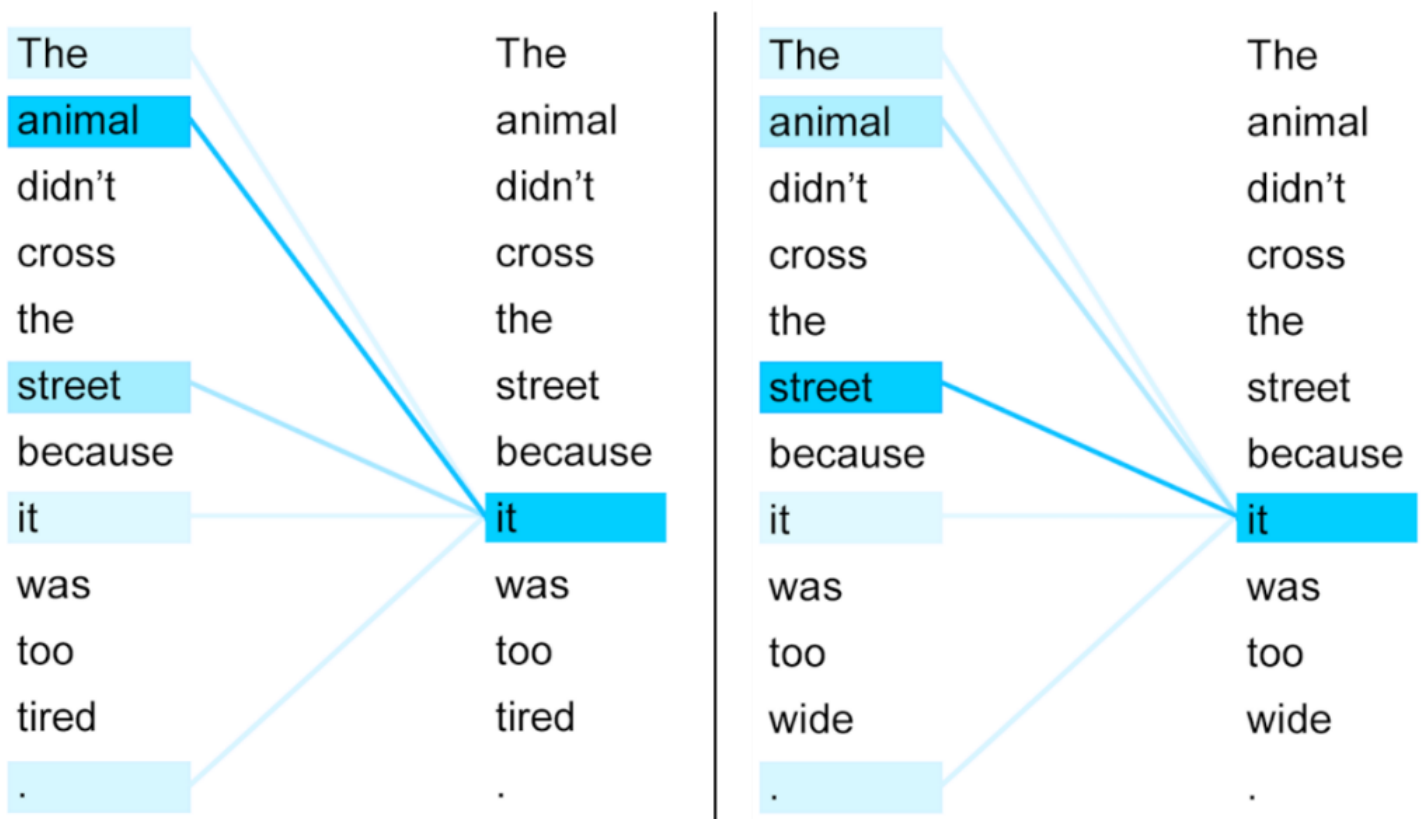 The
animal
didn’t
cross
the
street
because
it
was
too
tired
.
The
animal
didn’t
cross
the
street
because
it
was
too
tired
.
The
animal
didn’t
cross
the
street
because
it
was
too
wide
.
The
animal
didn’t
cross
the
street
because
it
was
too
wide
.